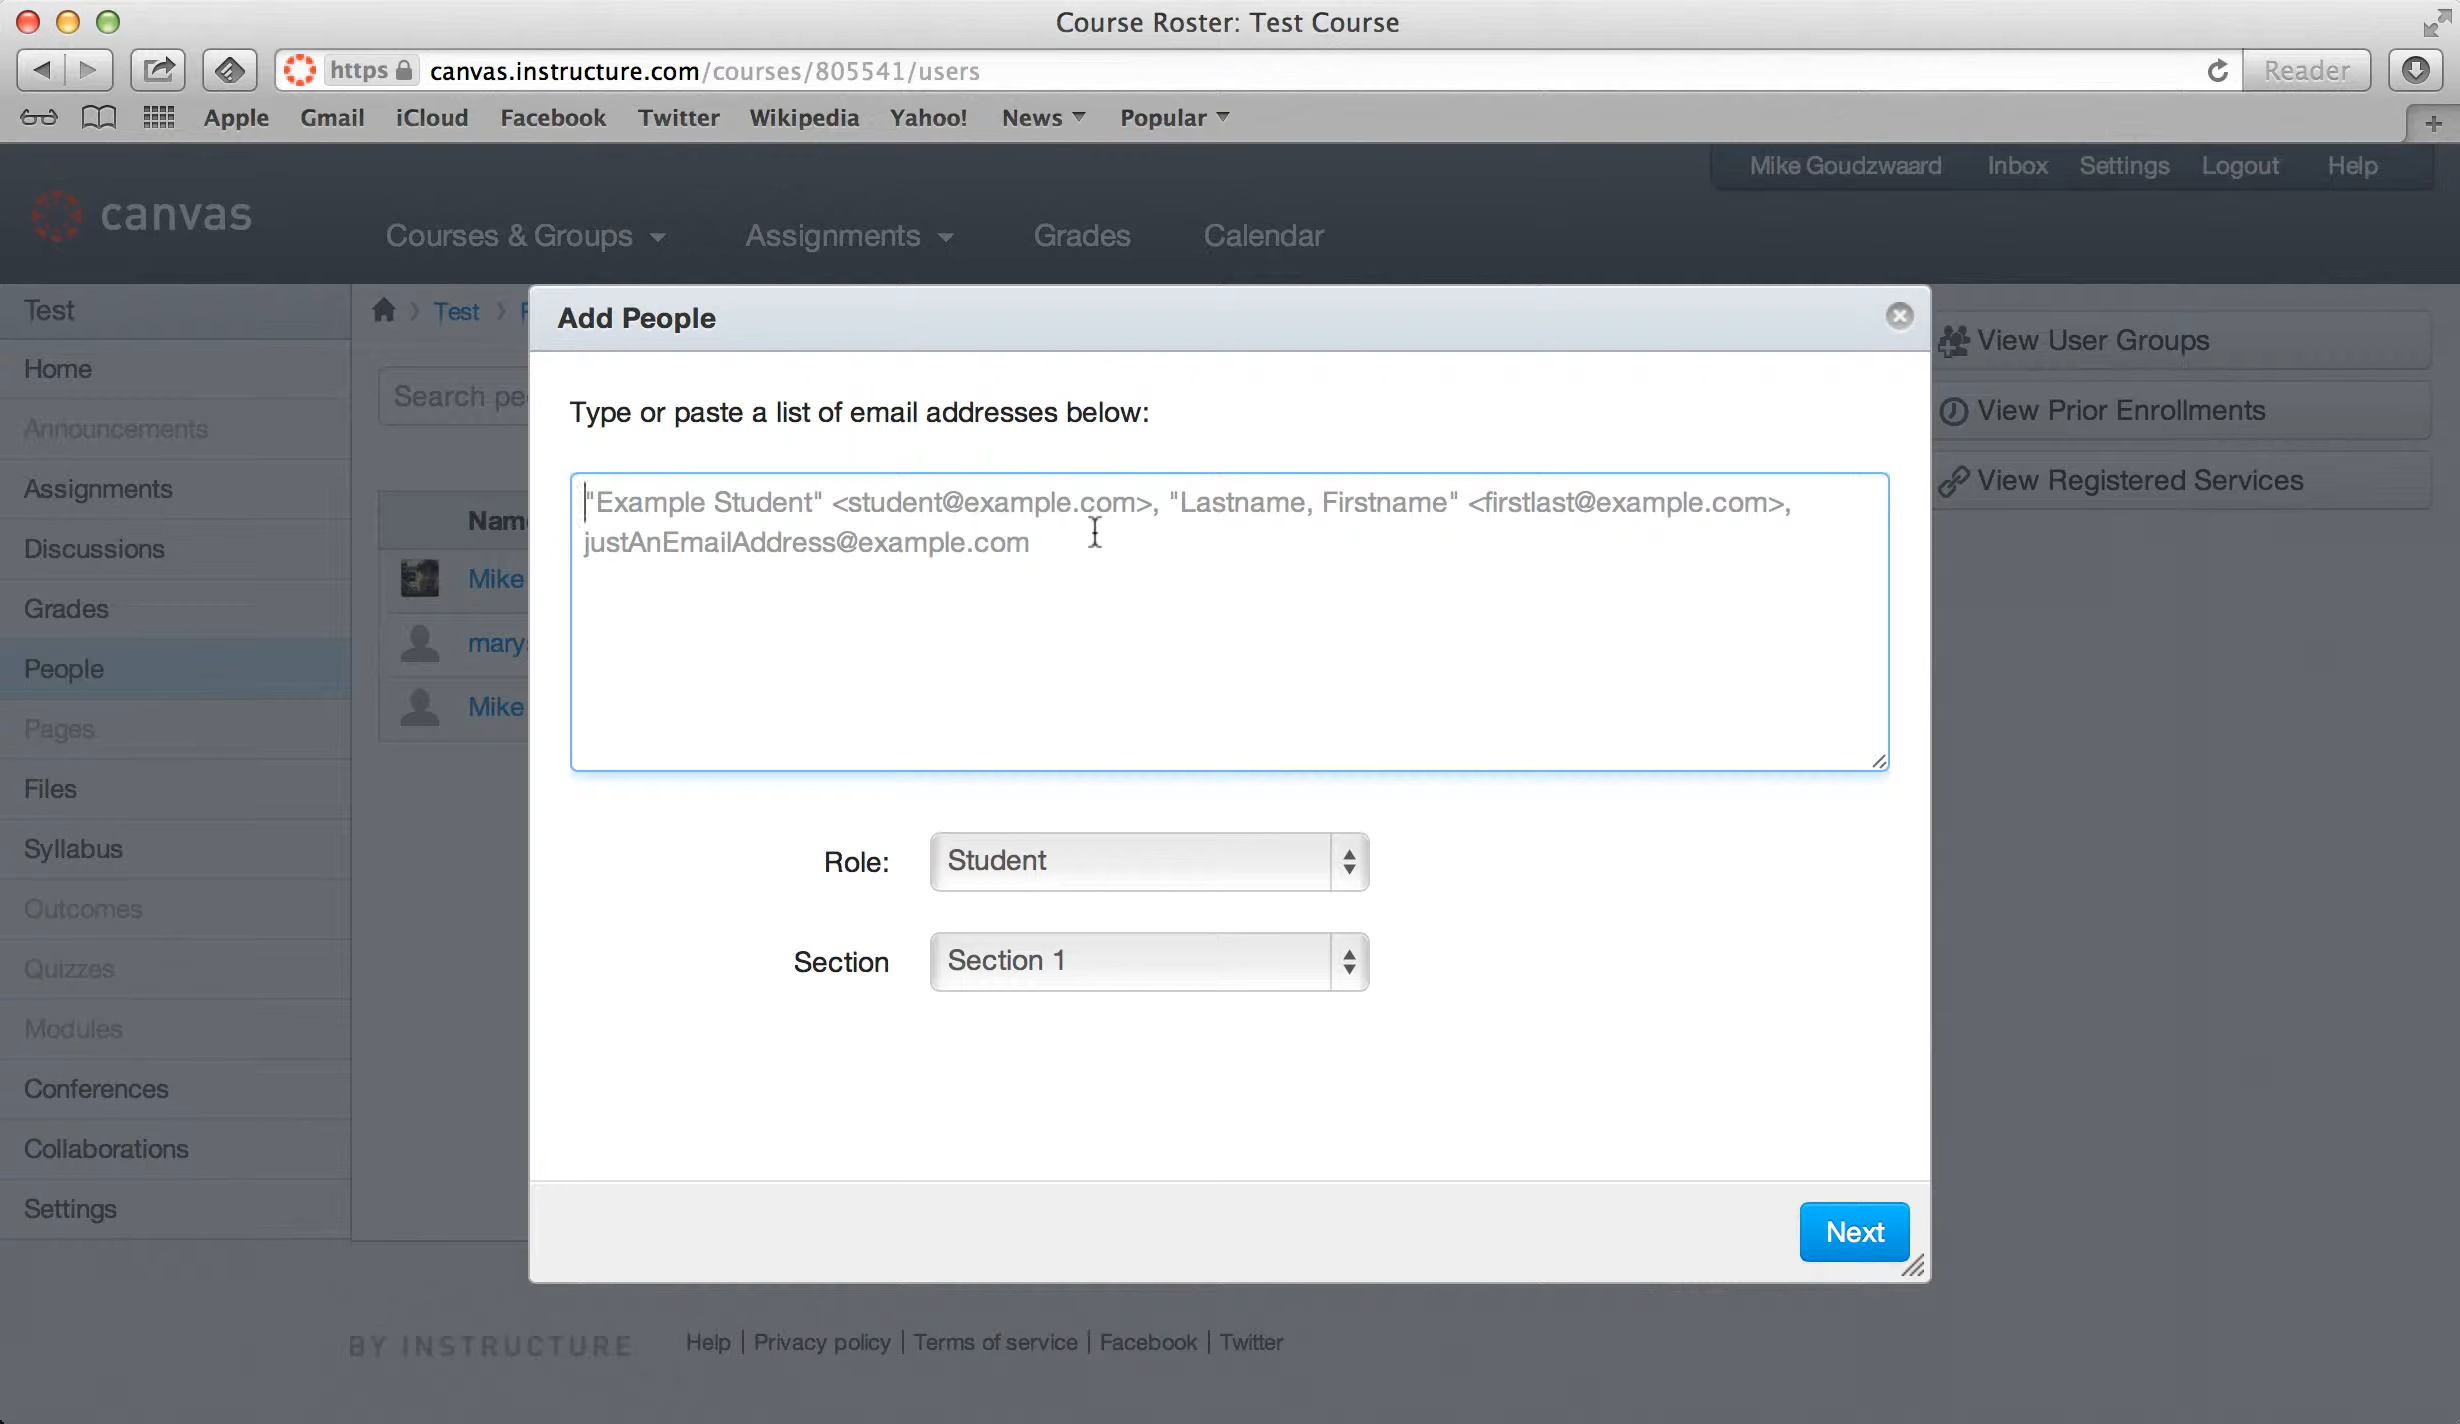 Course Roster: Test Course
https canvas.instructure.com/courses/805541/users Reader
Apple Gmail iCloud Facebook Twitter Wikipedia Yahoo! News Popular
Mike Goudzwaard Inbox Settings Logout Help
canvas
Courses & Groups Assignments Grades Calendar
Test
Home
Announcements
Assignments
Discussions
Grades
People
Pages
Files
Syllabus
Outcomes
Quizzes
Modules
Conferences
Collaborations
Settings
Test
Search pe
Nam
Mike
mary
Mike
Add People
Type or paste a list of email addresses below:
"Example Student" <student@example.com>, "Lastname, Firstname" <firstlast@example.com>,
justAnEmailAddress@example.com
Role: Student
Section Section 1
Next
View User Groups
View Prior Enrollments
View Registered Services
BY INSTRUCTURE Help | Privacy policy | Terms of service | Facebook | Twitter